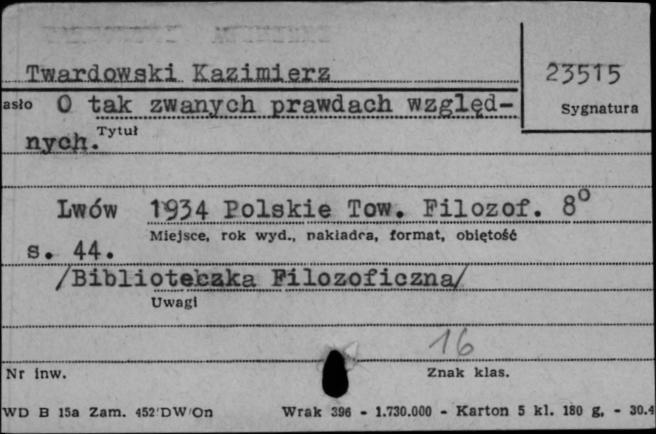 Twardowski Kazimierz
23515
asło O tak zwanych prawdach względ-
Sygnatura
Tytuł
nych.
Lwów 1934 Polskie Tow. Filozof. 8°
Miejsce, rok wyd., nakładca, format, objętość
s. 44.
/Biblioteczka Filozoficzna/
Uwagi
16
Nr inw.
Znak klas.
WD B 15a Zam. 452/DW/On Wrak 396 - 1.730.000 - Karton 5 kl. 180 g. - 30.4